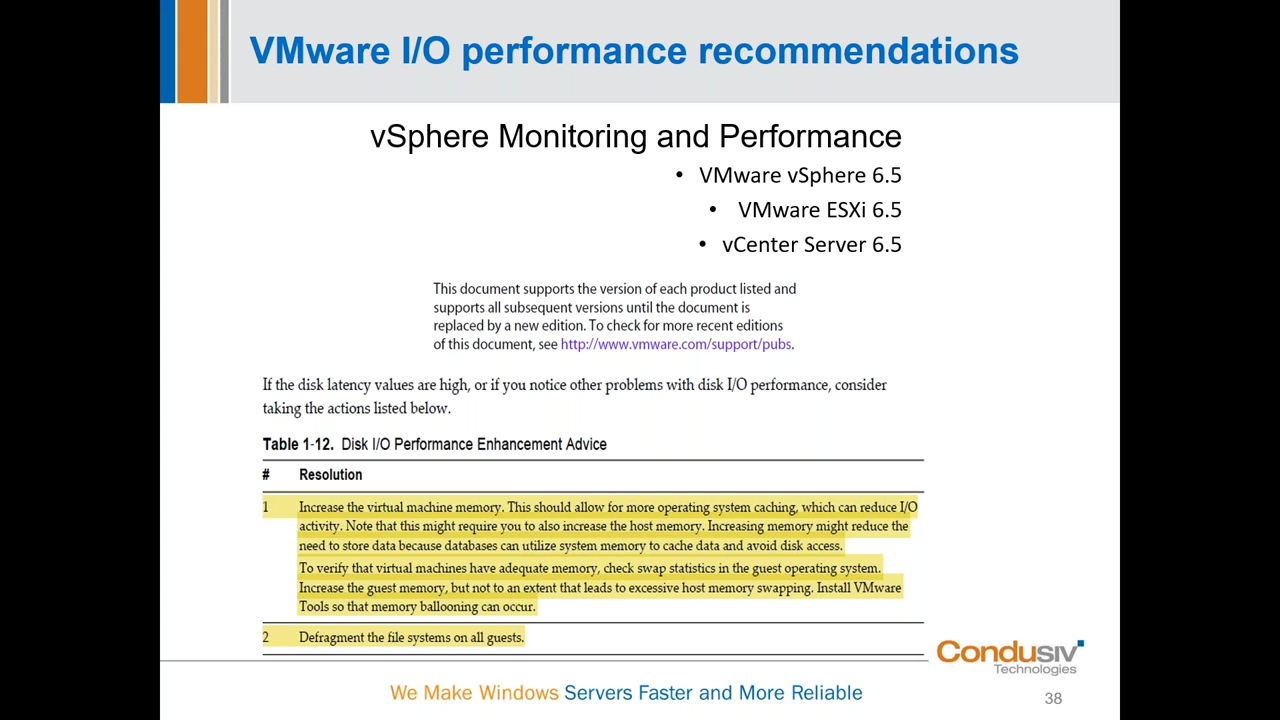 VMware I/O performance recommendations
vSphere Monitoring and Performance
• VMware vSphere 6.5
• VMware ESXi 6.5
• vCenter Server 6.5
This document supports the version of each product listed and
supports all subsequent versions until the document is
replaced by a new edition. To check for more recent editions
of this document, see http://www.vmware.com/support/pubs.
If the disk latency values are high, or if you notice other problems with disk I/O performance, consider
taking the actions listed below.
Table 1-12. Disk I/O Performance Enhancement Advice
# Resolution
1 Increase the virtual machine memory. This should allow for more operating system caching, which can reduce I/O
activity. Note that this might require you to also increase the host memory. Increasing memory might reduce the
need to store data because databases can utilize system memory to cache data and avoid disk access.
To verify that virtual machines have adequate memory, check swap statistics in the guest operating system.
Increase the guest memory, but not to an extent that leads to excessive host memory swapping. Install VMware
Tools so that memory ballooning can occur.
2 Defragment the file systems on all guests.
Condusiv
Technologies
We Make Windows Servers Faster and More Reliable
38